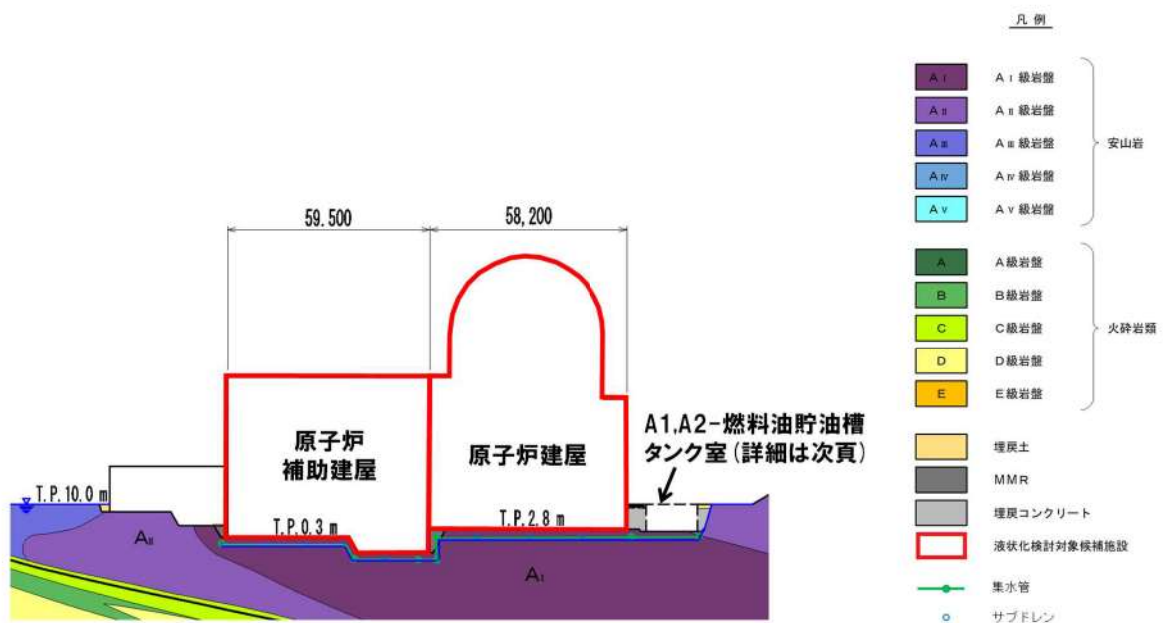 凡 例
AⅠ AⅠ級岩盤
AⅡ AⅡ級岩盤
AⅢ AⅢ級岩盤
AⅣ AⅣ級岩盤
AⅤ AⅤ級岩盤
安山岩
A A級岩盤
B B級岩盤
C C級岩盤
D D級岩盤
E E級岩盤
火砕岩類
埋戻土
MMR
埋戻コンクリート
液状化検討対象候補施設
集水管
サブドレン
59.500
58,200
原子炉
補助建屋
原子炉建屋
A1,A2-燃料油貯油槽
タンク室(詳細は次頁)
T.P.10.0 m
T.P.0.3 m
T.P.2.8 m
AⅡ
AⅠ